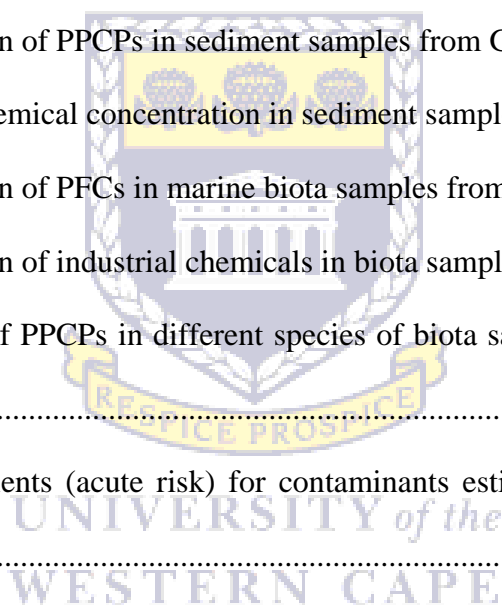 n of PPCPs in sediment samples from
emical concentration in sediment sampl
n of PFCs in marine biota samples from
n of industrial chemicals in biota sampl
f PPCPs in different species of biota sa
RESPICE PROSPICE
........................................................................
ents (acute risk) for contaminants esti
UNIVERSITY of the
........................................................................
WESTERN CAPE